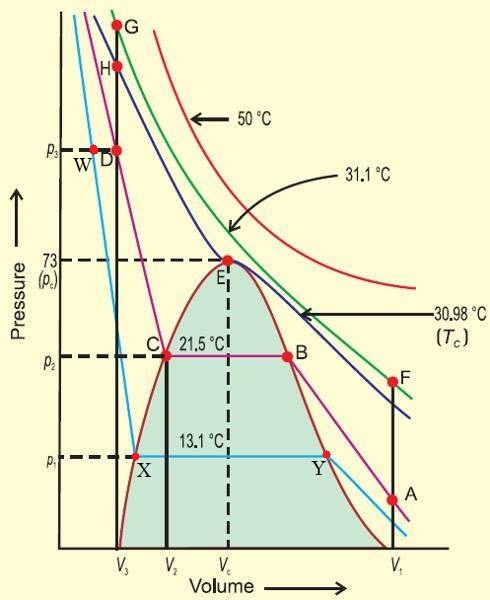 G
H
50 °C
p3
W
D
31.1 °C
73
(pc)
E
30.98 °C
(Tc)
Pressure
C
21.5 °C
B
p2
F
13.1 °C
p1
X
Y
A
V3
V2
Vc
V1
Volume